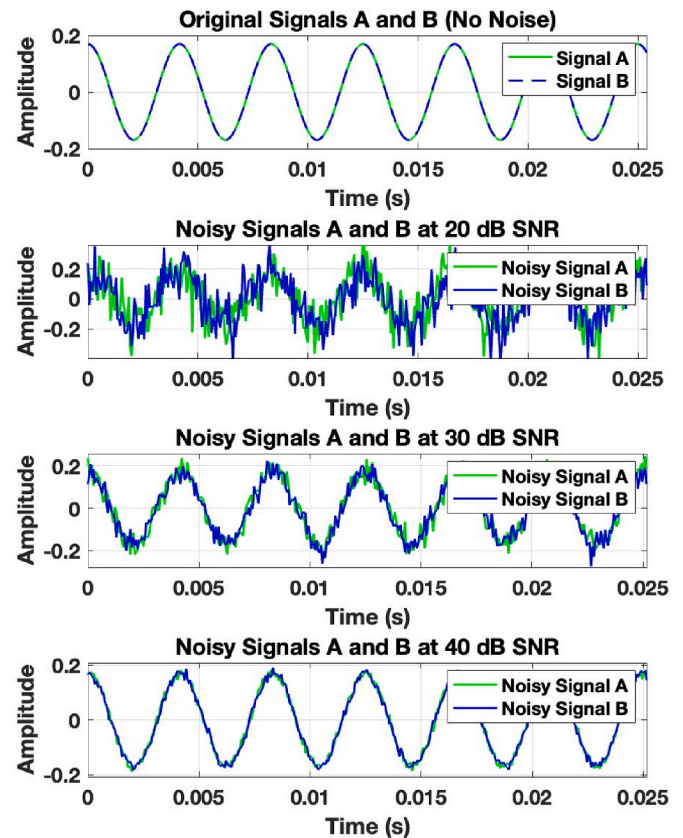 Original Signals A and B (No Noise)
0.2
0
-0.2
Amplitude
Signal A
Signal B
0 0.005 0.01 0.015 0.02 0.025
Time (s)
Noisy Signals A and B at 20 dB SNR
0.2
0
-0.2
Amplitude
Noisy Signal A
Noisy Signal B
0 0.005 0.01 0.015 0.02 0.025
Time (s)
Noisy Signals A and B at 30 dB SNR
0.2
0
-0.2
Amplitude
Noisy Signal A
Noisy Signal B
0 0.005 0.01 0.015 0.02 0.025
Time (s)
Noisy Signals A and B at 40 dB SNR
0.2
0
-0.2
Amplitude
Noisy Signal A
Noisy Signal B
0 0.005 0.01 0.015 0.02 0.025
Time (s)